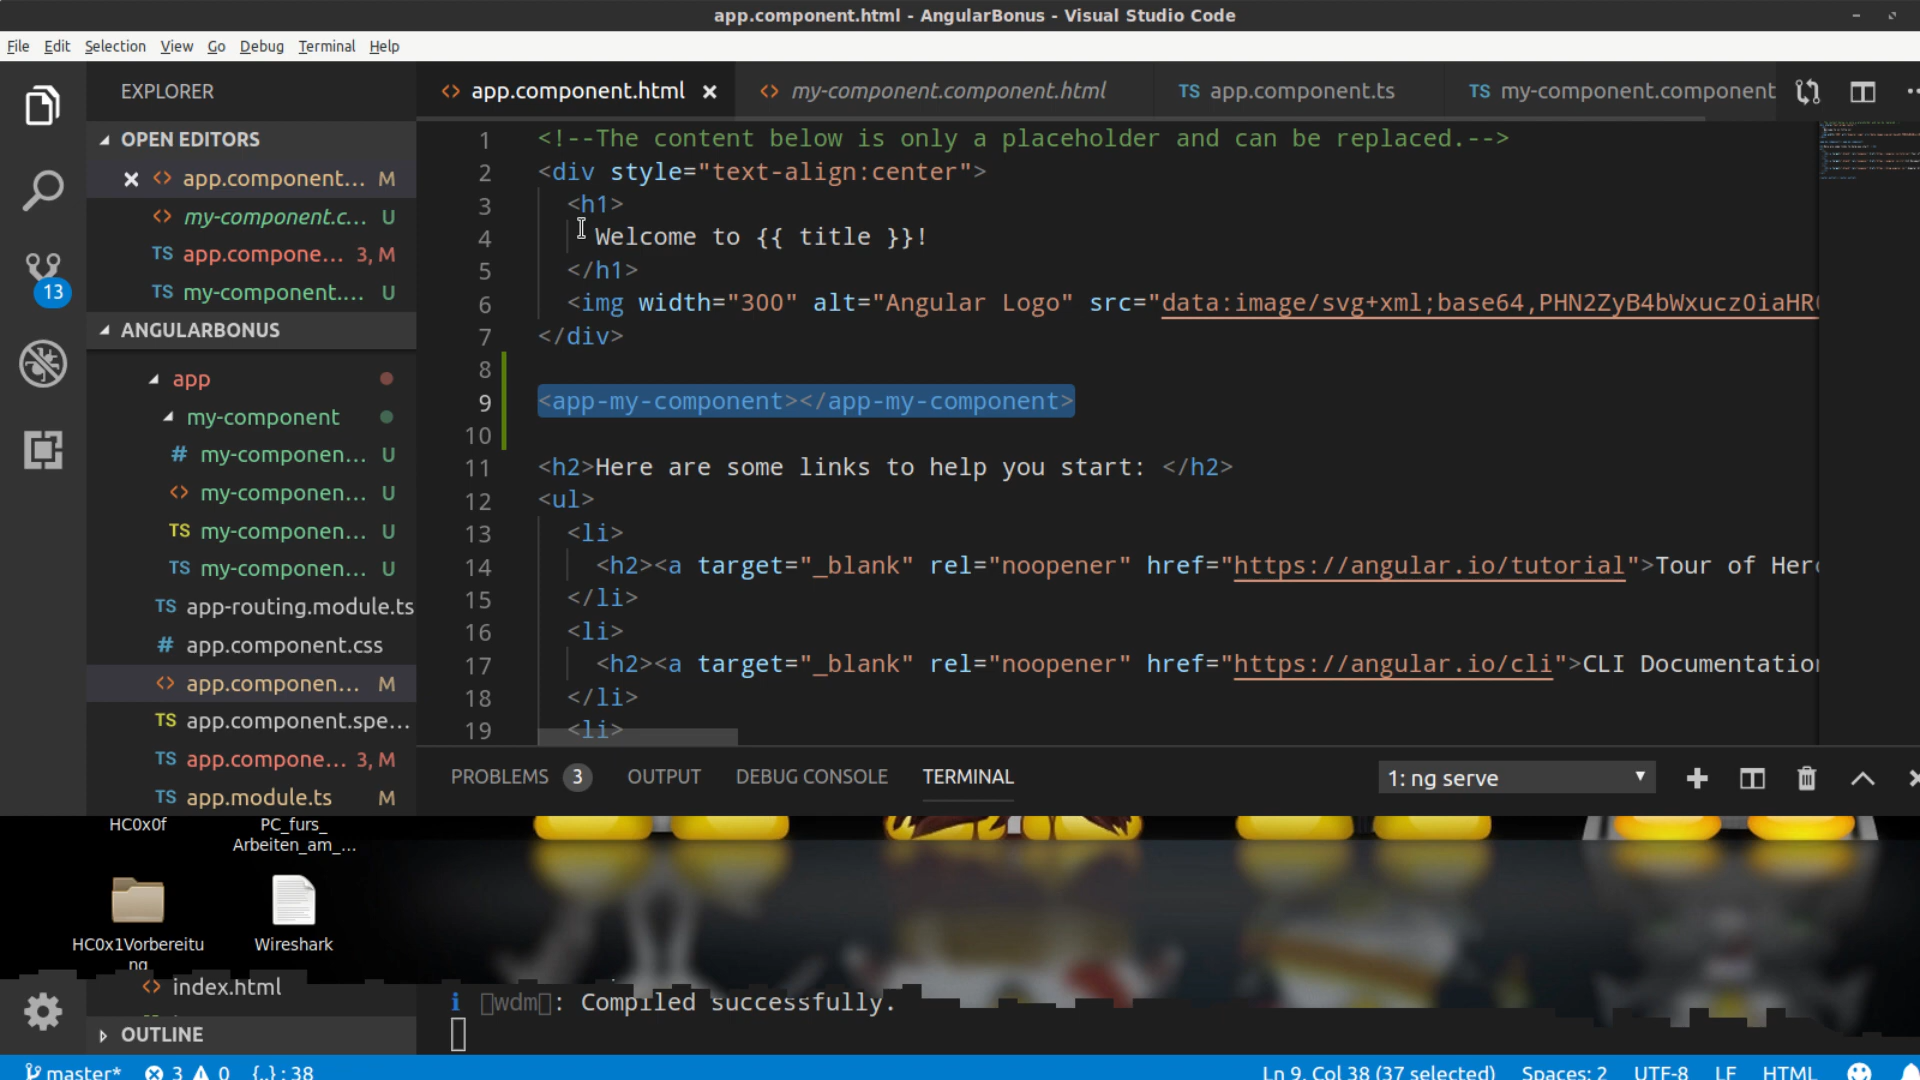 app.component.html - AngularBonus - Visual Studio Code
File Edit Selection View Go Debug Terminal Help
EXPLORER
OPEN EDITORS
app.component... M
my-component.c... U
TS app.compone... 3, M
TS my-component.... U
ANGULARBONUS
app
my-component
# my-componen... U
<> my-componen... U
TS my-componen... U
TS my-componen... U
TS app-routing.module.ts
# app.component.css
<> app.componen... M
TS app.component.spe...
TS app.compone... 3, M
TS app.module.ts M
<> app.component.html
<> my-component.component.html
TS app.component.ts
TS my-component.component
1 <!--The content below is only a placeholder and can be replaced.-->
2 <div style="text-align:center">
3 <h1>
4 Welcome to {{ title }}!
5 </h1>
6 <img width="300" alt="Angular Logo" src="data:image/svg+xml;base64,PHN2ZyB4bWxucz0iaHR
7 </div>
8
9 <app-my-component></app-my-component>
10
11 <h2>Here are some links to help you start: </h2>
12 <ul>
13 <li>
14 <h2><a target="_blank" rel="noopener" href="https://angular.io/tutorial">Tour of Her
15 </li>
16 <li>
17 <h2><a target="_blank" rel="noopener" href="https://angular.io/cli">CLI Documentation
18 </li>
19 <li>
13
PROBLEMS 3 OUTPUT DEBUG CONSOLE TERMINAL
1: ng serve
HC0x0f
PC_furs_
Arbeiten_am_...
HC0x1Vorbereitu
ng
Wireshark
<> index.html
OUTLINE
i wdm: Compiled successfully.
master* 3 0 {..} : 38
Ln 9, Col 38 (37 selected) Spaces: 2 UTF-8 LF HTML